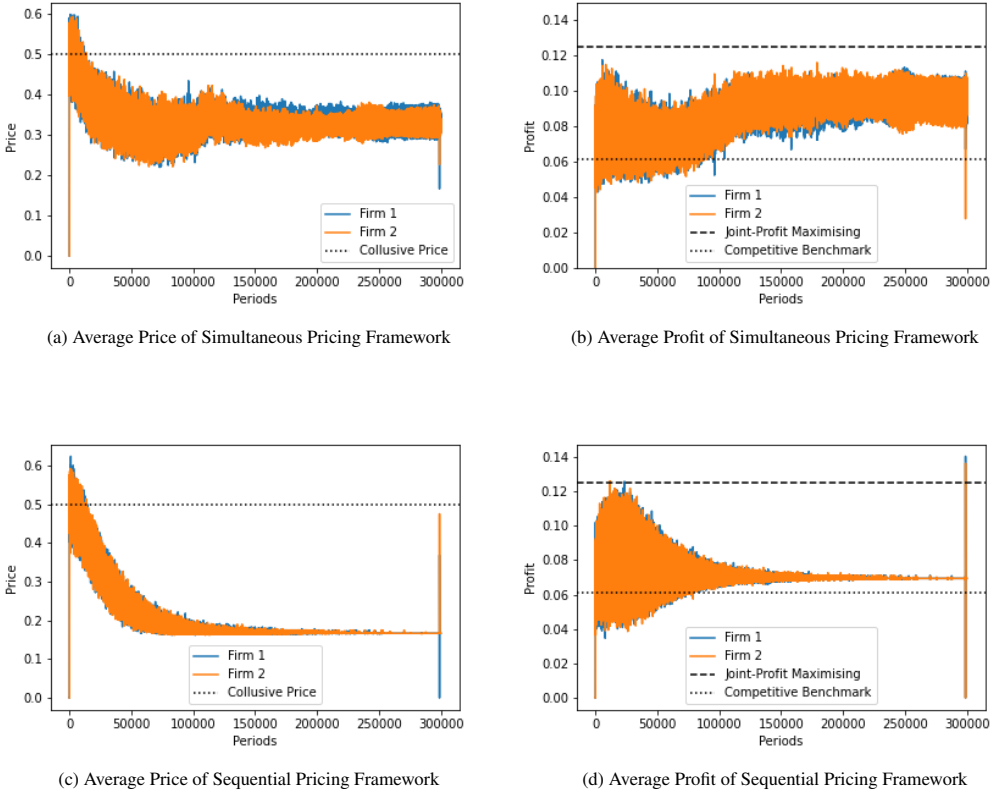 0.6
0.5
0.4
0.3
0.2
0.1
0.0
Price
0
50000
100000
150000
200000
250000
300000
Periods
Firm 1
Firm 2
Collusive Price
(a) Average Price of Simultaneous Pricing Framework
0.14
0.12
0.10
0.08
0.06
0.04
0.02
0.00
Profit
0
50000
100000
150000
200000
250000
300000
Periods
Firm 1
Firm 2
Joint-Profit Maximising
Competitive Benchmark
(b) Average Profit of Simultaneous Pricing Framework
0.6
0.5
0.4
0.3
0.2
0.1
0.0
Price
0
50000
100000
150000
200000
250000
300000
Periods
Firm 1
Firm 2
Collusive Price
(c) Average Price of Sequential Pricing Framework
0.14
0.12
0.10
0.08
0.06
0.04
0.02
0.00
Profit
0
50000
100000
150000
200000
250000
300000
Periods
Firm 1
Firm 2
Joint-Profit Maximising
Competitive Benchmark
(d) Average Profit of Sequential Pricing Framework